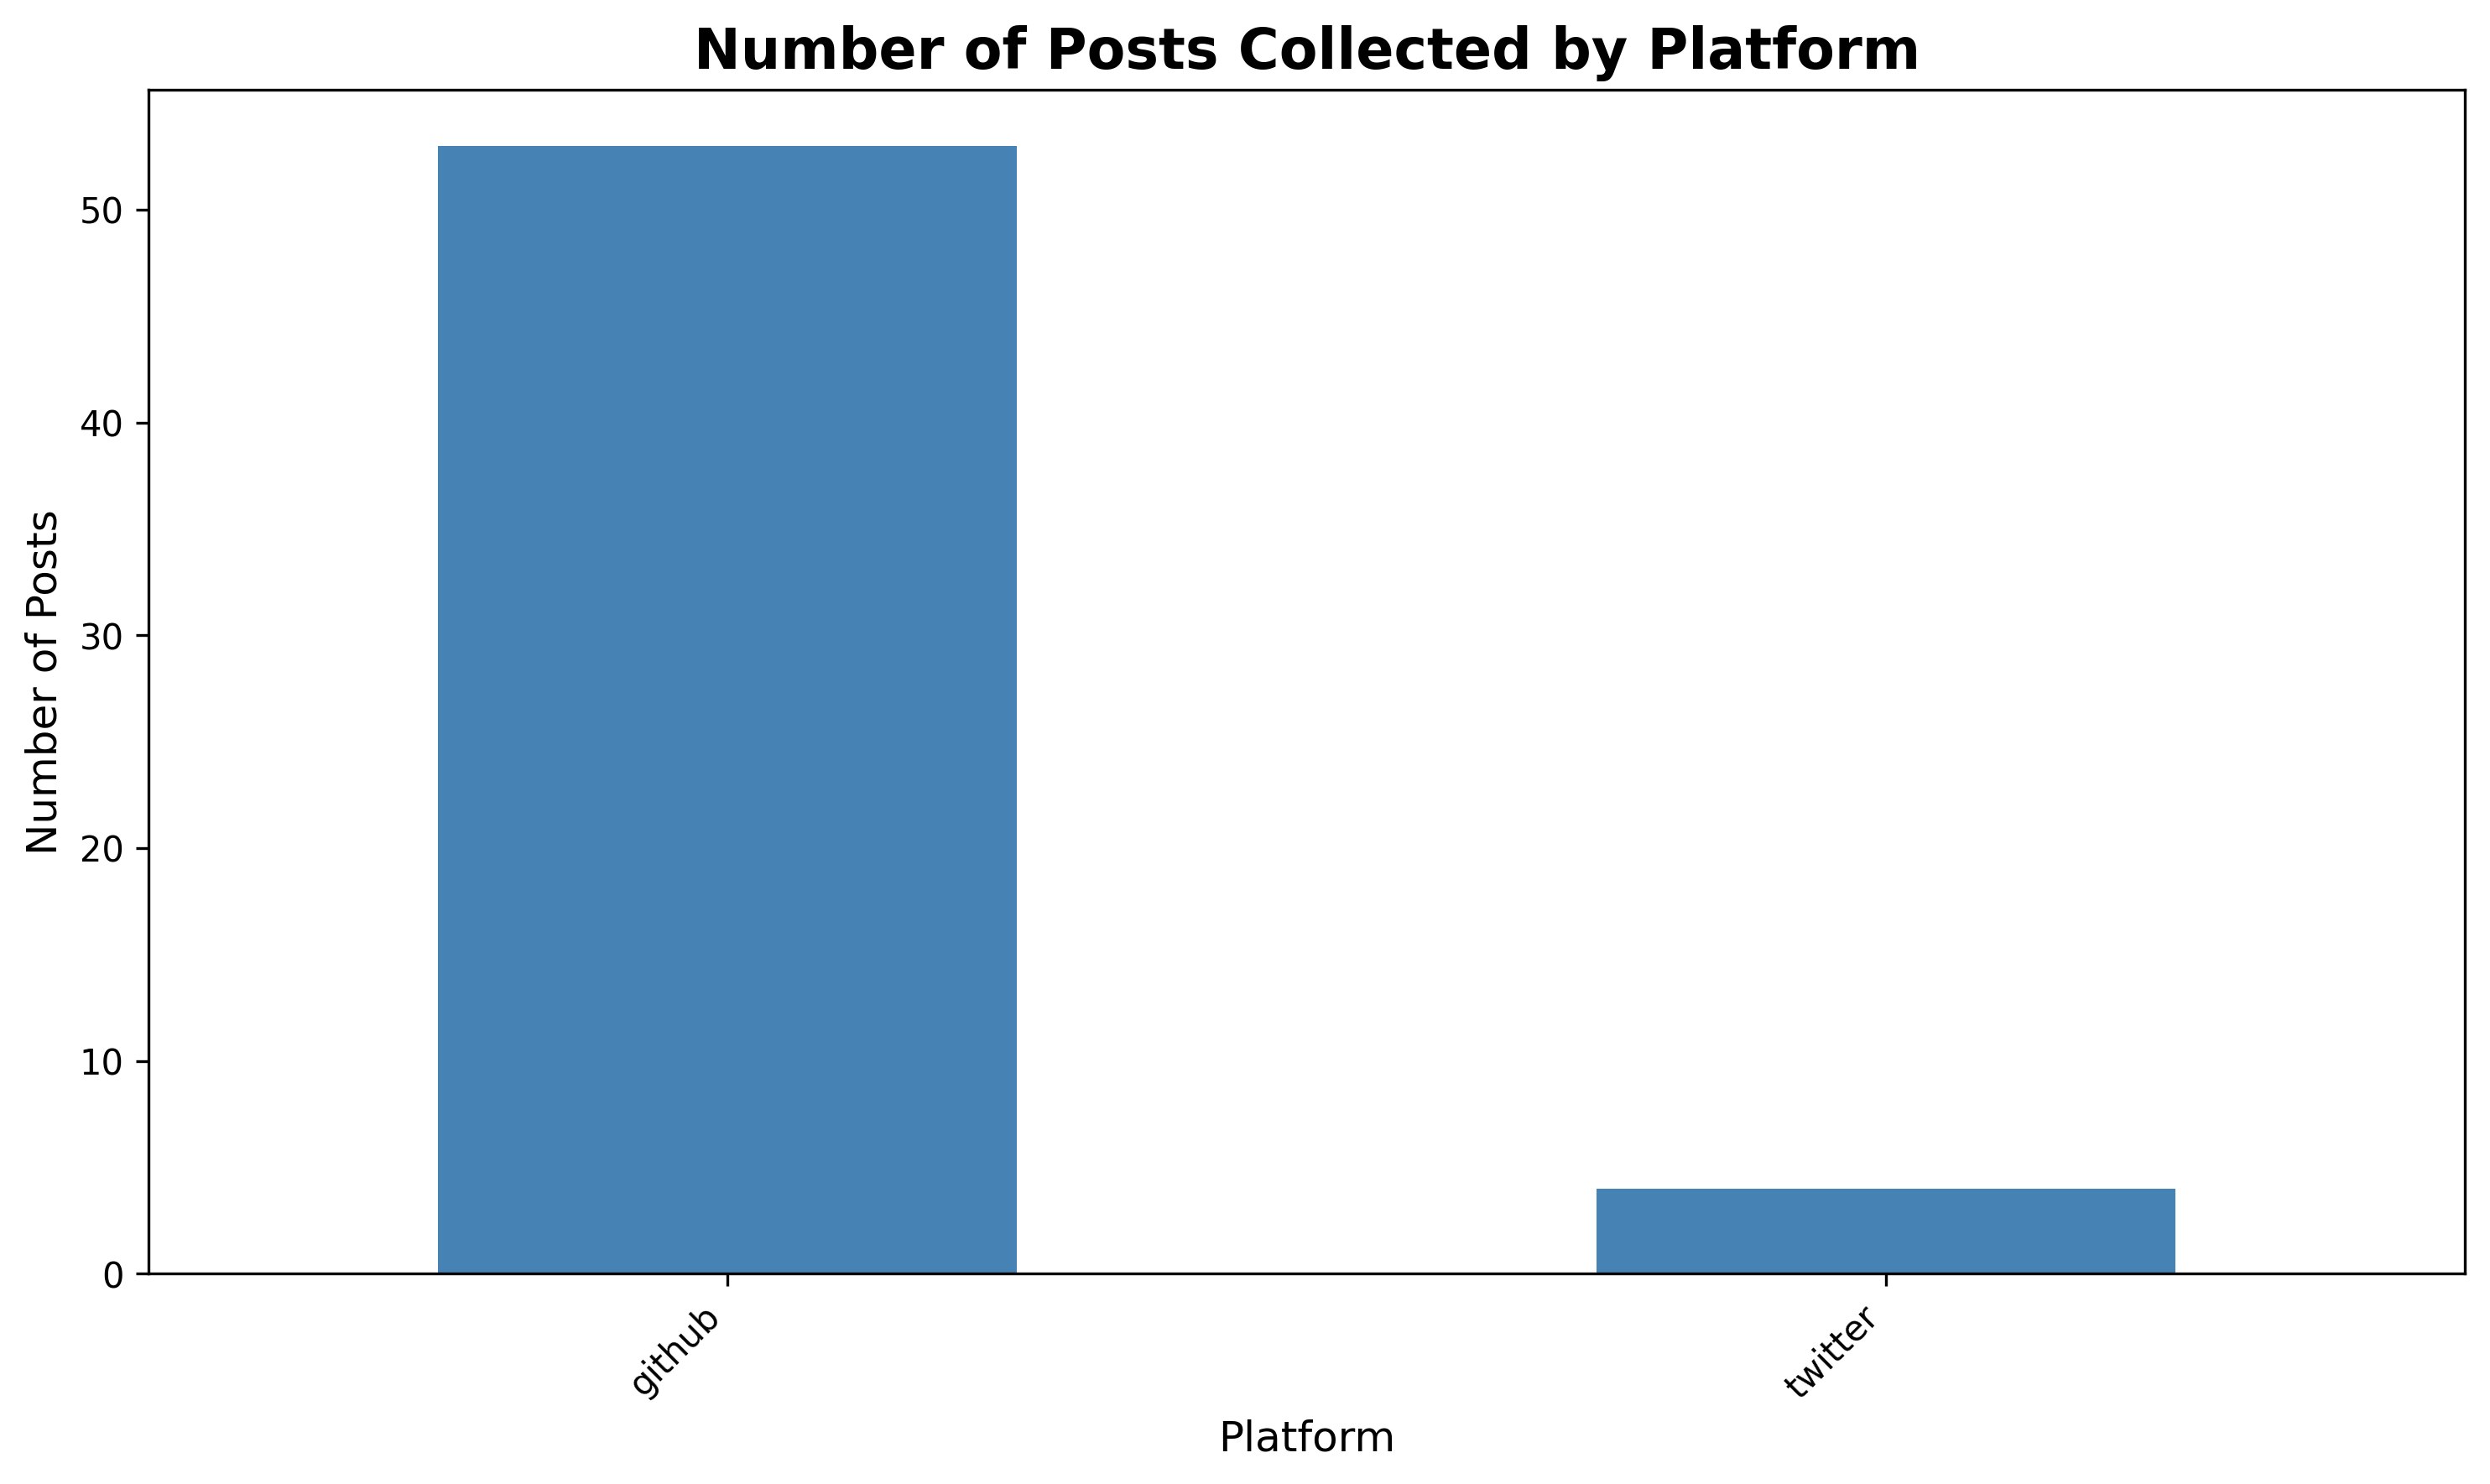 Number of Posts Collected by Platform
Number of Posts
50
40
30
20
10
0
github
twitter
Platform